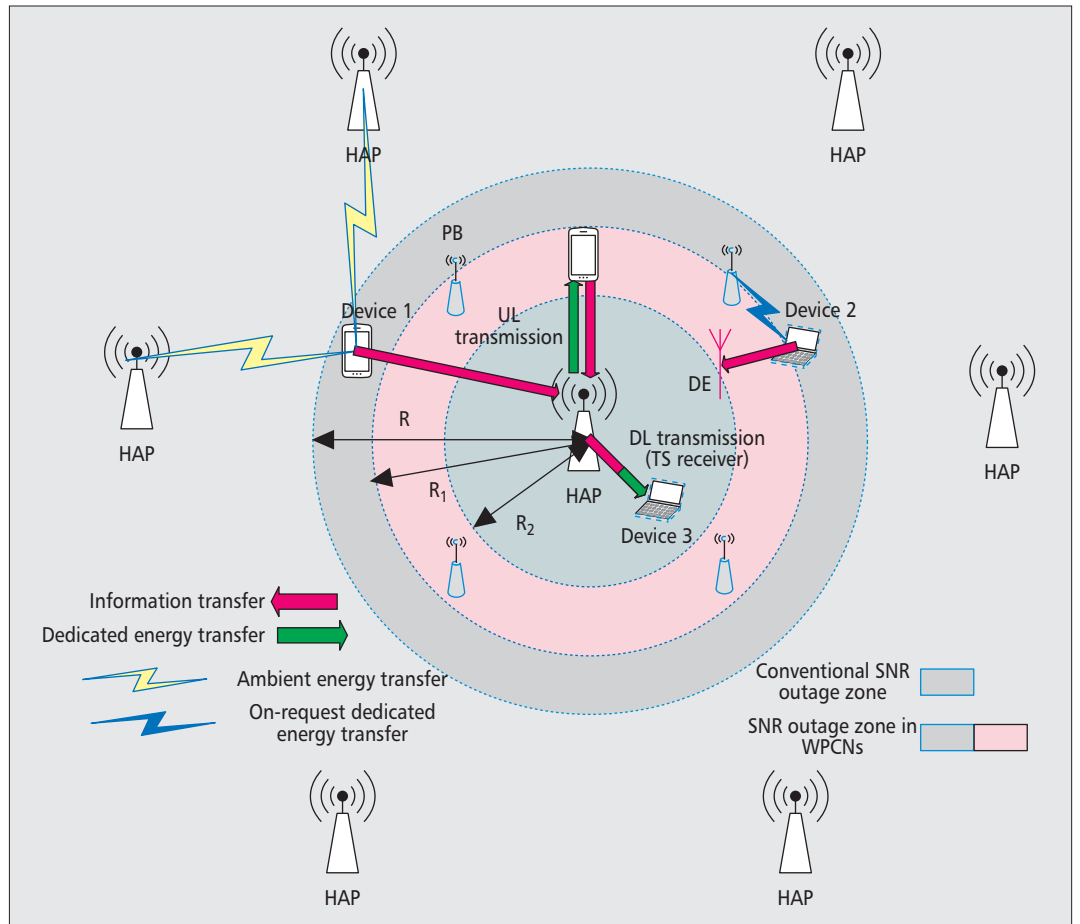 HAP
HAP
PB
Device 1
UL
transmission
Device 2
DE
HAP
R
DL transmission
(TS receiver)
HAP
HAP
R1
R2
Device 3
Information transfer
Dedicated energy transfer
Ambient energy transfer
On-request dedicated
energy transfer
Conventional SNR
outage zone
SNR outage zone in
WPCNs
HAP
HAP